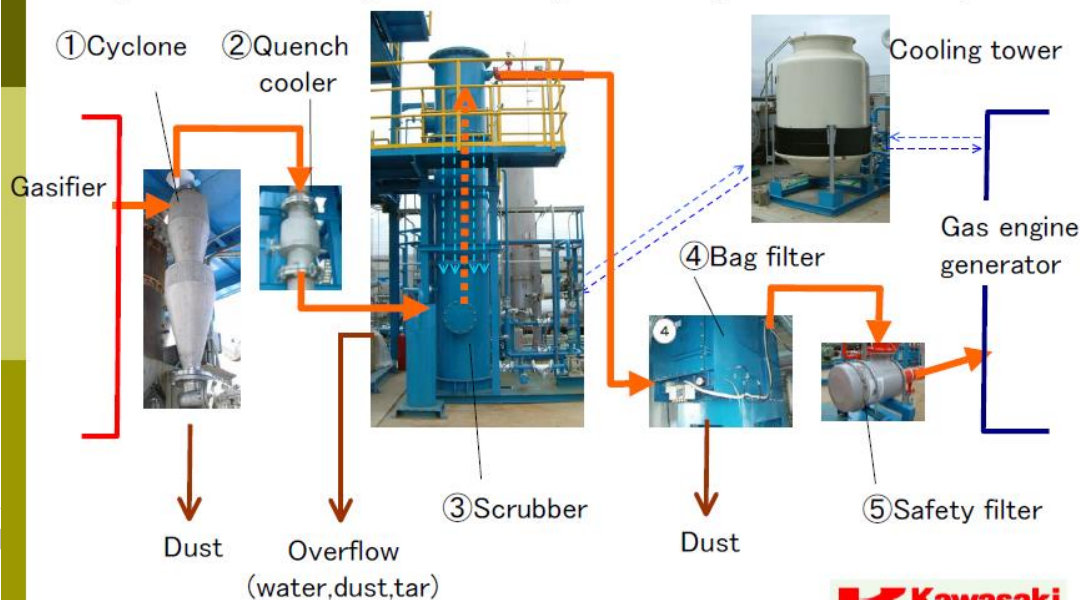 ①Cyclone
②Quench
cooler
Cooling tower
Gasifier
Gas engine
generator
④Bag filter
4
③Scrubber
⑤Safety filter
Dust
Overflow
(water,dust,tar)
Dust
Kawasaki